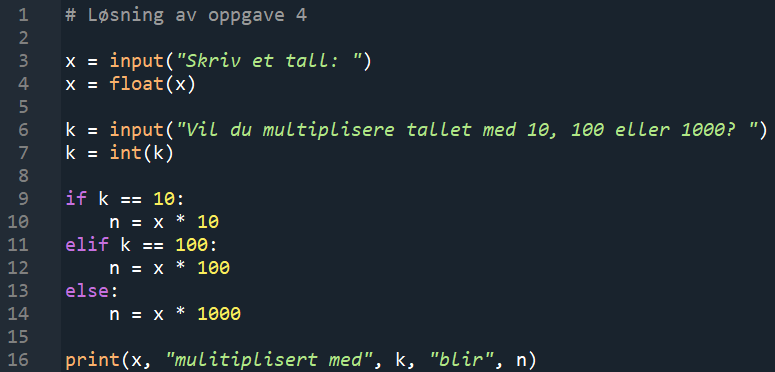 1 # Løsning av oppgave 4
2
3 x = input("Skriv et tall: ")
4 x = float(x)
5
6 k = input("Vil du multiplisere tallet med 10, 100 eller 1000? ")
7 k = int(k)
8
9 if k == 10:
10     n = x * 10
11 elif k == 100:
12     n = x * 100
13 else:
14     n = x * 1000
15
16 print(x, "mulitiplisert med", k, "blir", n)